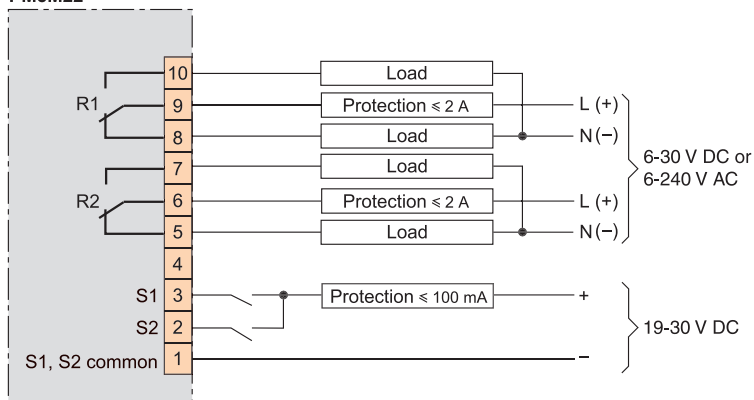 10 Load
R1 9 Protection ≤ 2 A L (+)
8 Load N (−)
7 Load
6-30 V DC or
6-240 V AC
R2 6 Protection ≤ 2 A L (+)
5 Load N (−)
4
S1 3 Protection ≤ 100 mA +
S2 2
19-30 V DC
S1, S2 common 1 −